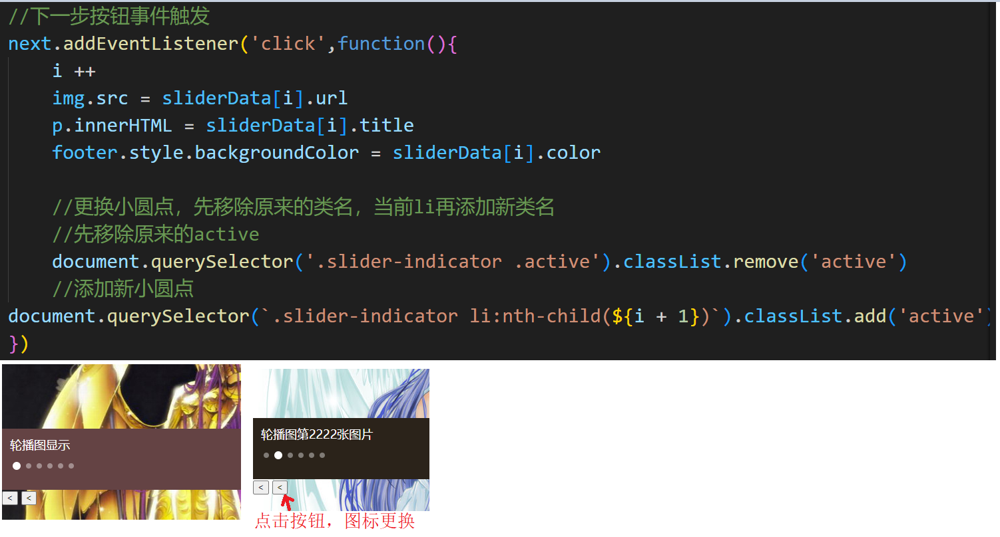 //下一步按钮事件触发
next.addEventListener('click',function(){
i ++
img.src = sliderData[i].url
p.innerHTML = sliderData[i].title
footer.style.backgroundColor = sliderData[i].color
//更换小圆点，先移除原来的类名，当前li再添加新类名
//先移除原来的active
document.querySelector('.slider-indicator .active').classList.remove('active')
//添加新小圆点
document.querySelector(`.slider-indicator li:nth-child(${i + 1})`).classList.add('active')
})
轮播图显示
< <
轮播图第2222张图片
< <
点击按钮，图标更换